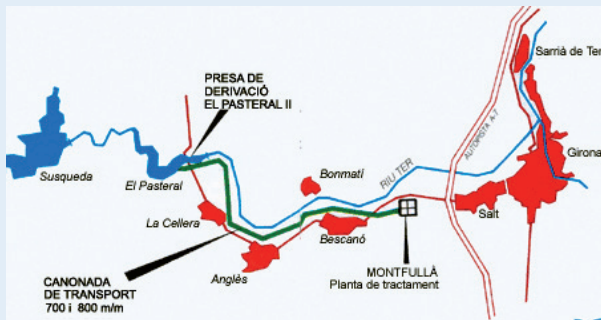 Sarrià de Ter
PRESA DE
DERIVACIÓ
EL PASTERAL II
AUTOPISTA A-7
Girona
Bonmatí
RIU TER
Susqueda
El Pasteral
La Cellera
Salt
Bescanó
CANONADA
DE TRANSPORT
700 i 800 m/m
Anglès
MONTFULLÀ
Planta de tractament